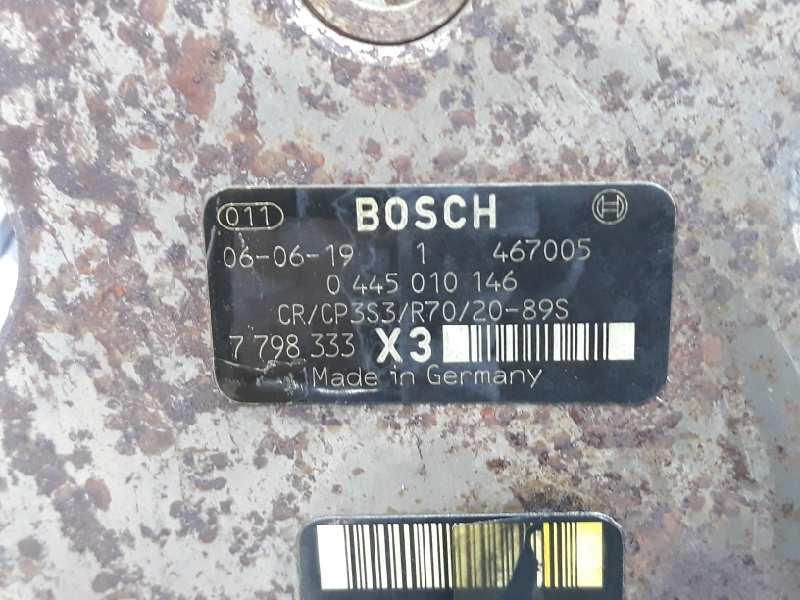 011 BOSCH
06-06-19 1 467005
0 445 010 146
CR/CP3S3/R70/20-89S
7 798 333 X3
Made in Germany